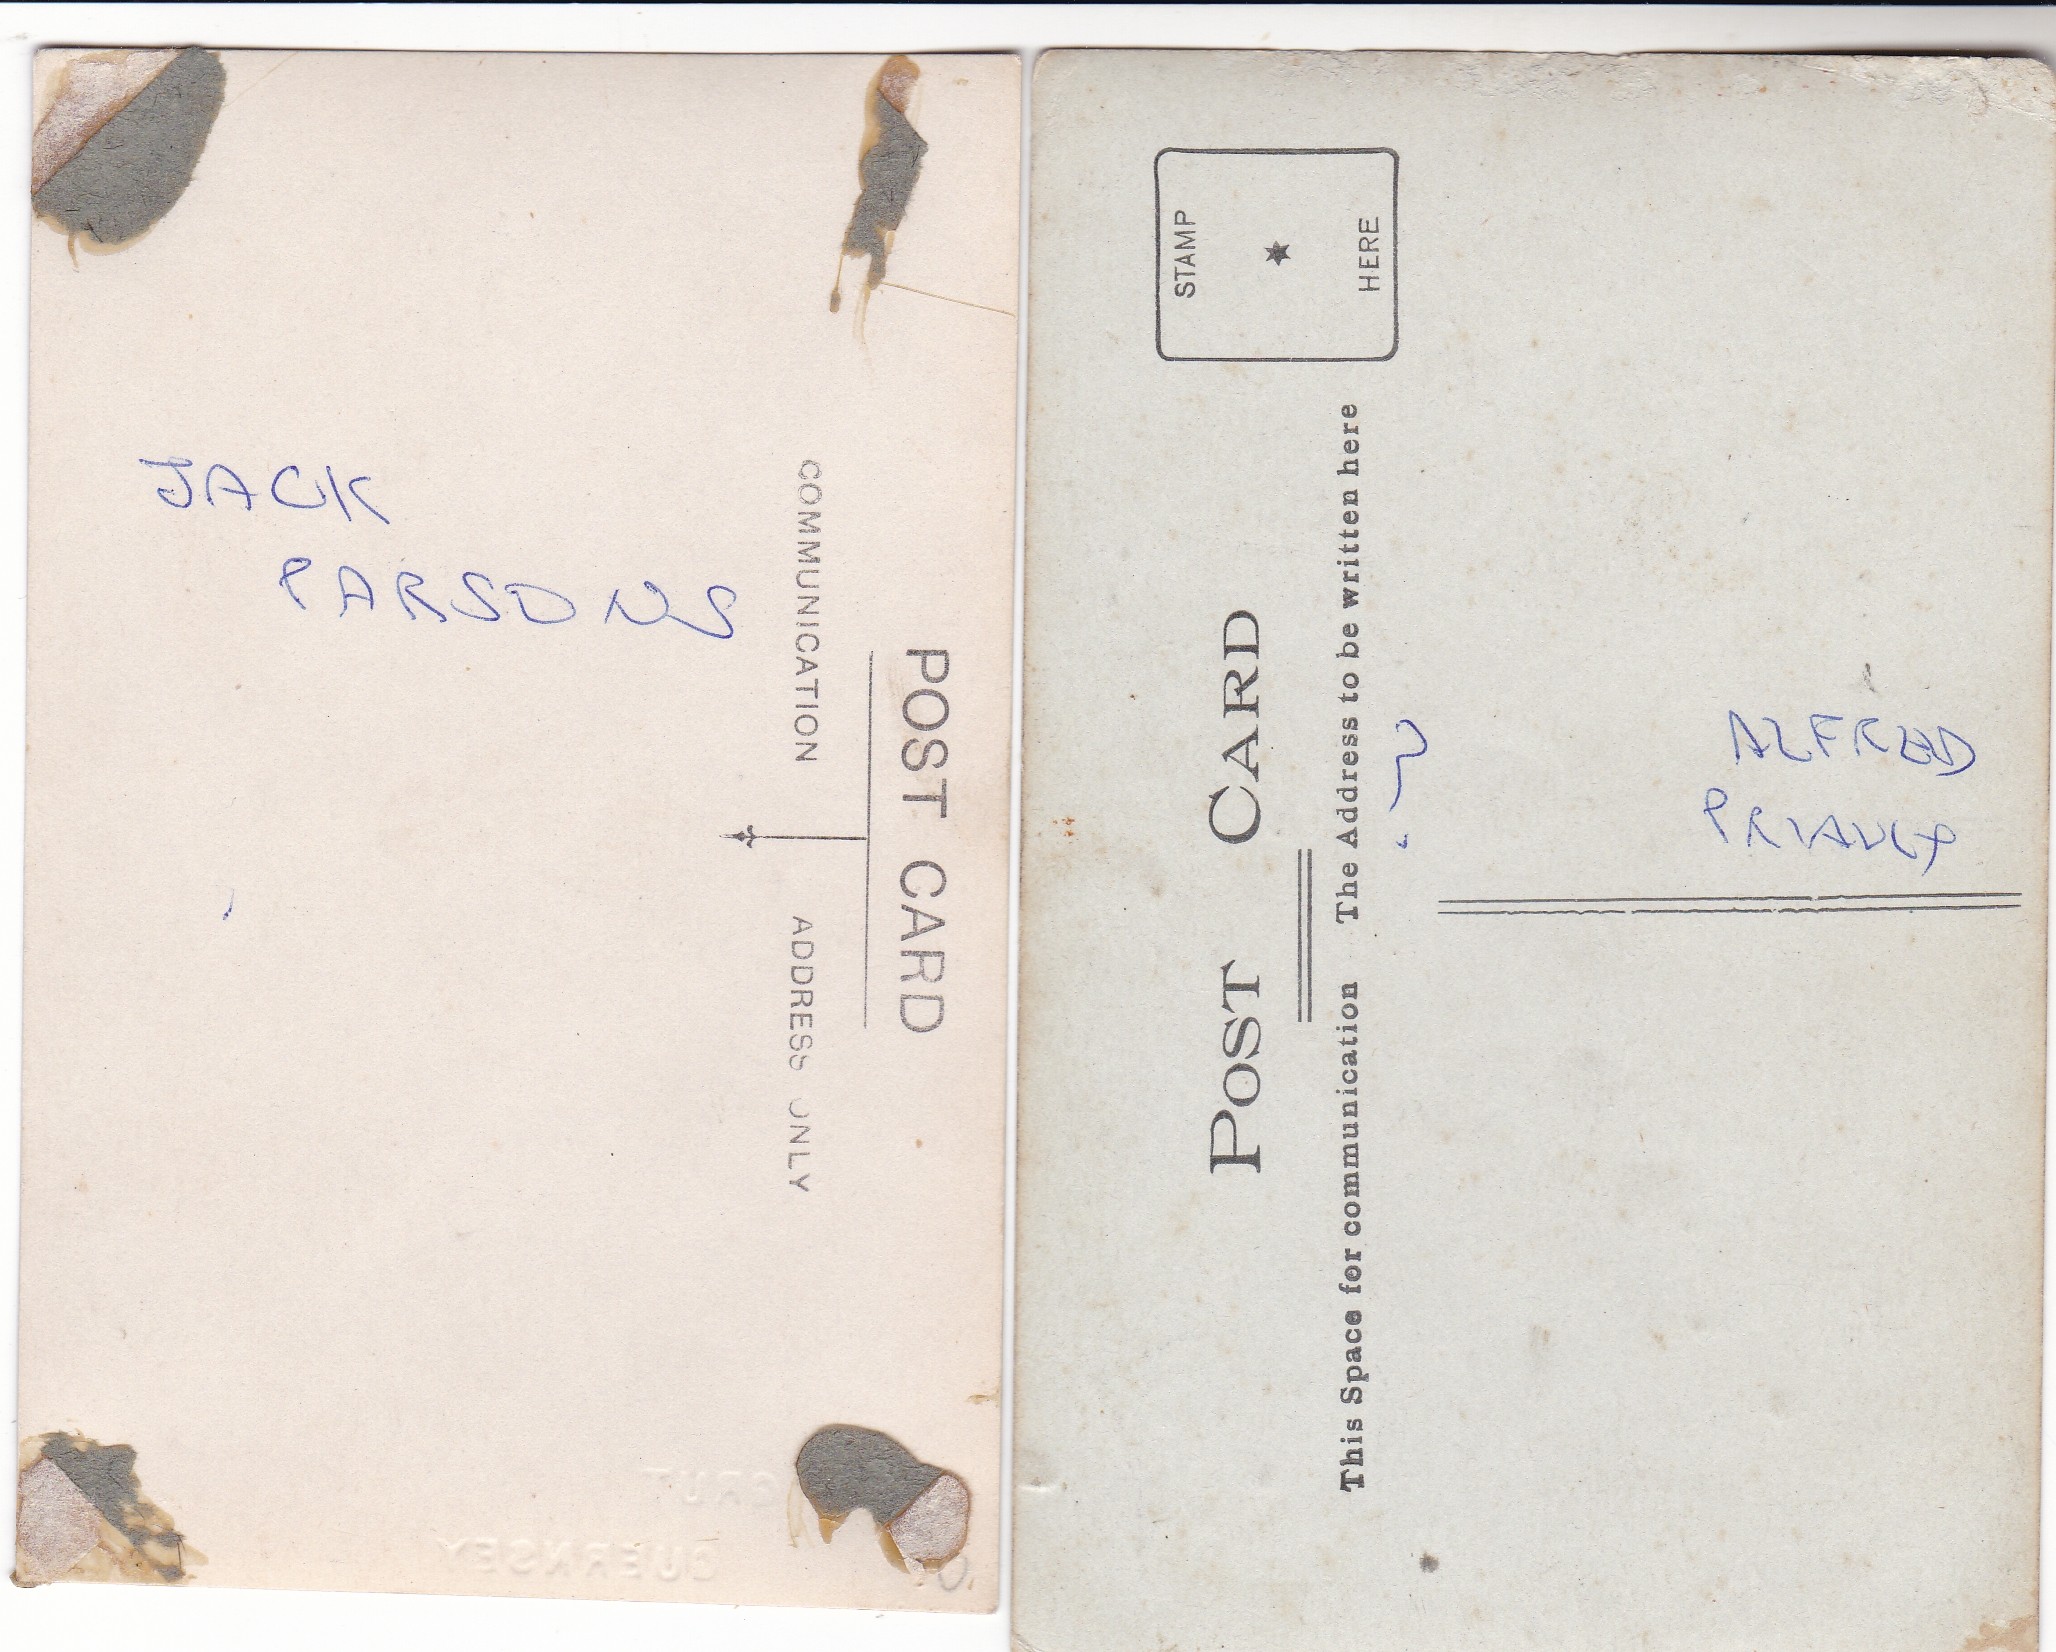 JACK
PARSONS
POST CARD
COMMUNICATION
ADDRESS ONLY
GUERNSEY
STAMP
HERE
POST CARD
This Space for communication The Address to be written here
?
ALFRED
PRIAULX